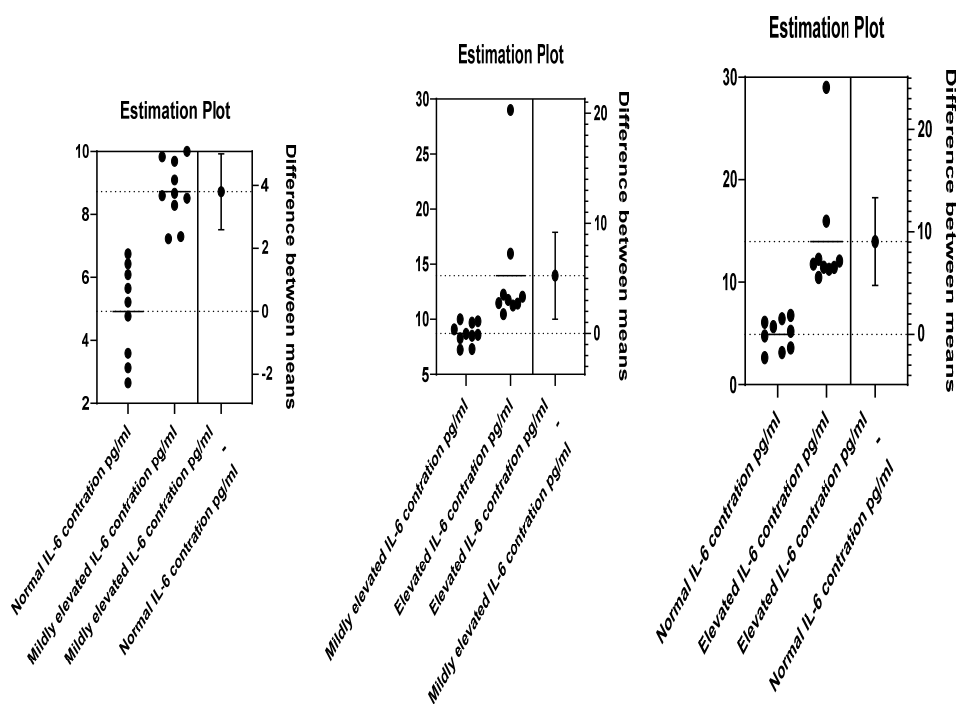 Estimation Plot
10
8
6
4
2
4
2
0
-2
Difference between means
Normal IL-6 contration pg/ml
Mildly elevated IL-6 contration pg/ml
Mildly elevated IL-6 contration pg/ml
-
Normal IL-6 contration pg/ml
Estimation Plot
30
25
20
15
10
5
20
10
0
Difference between means
Mildly elevated IL-6 contration pg/ml
Elevated IL-6 contration pg/ml
Elevated IL-6 contration pg/ml
-
Mildly elevated IL-6 contration pg/ml
Estimation Plot
30
20
10
0
20
10
0
Difference between means
Normal IL-6 contration pg/ml
Elevated IL-6 contration pg/ml
Elevated IL-6 contration pg/ml
-
Normal IL-6 contration pg/ml